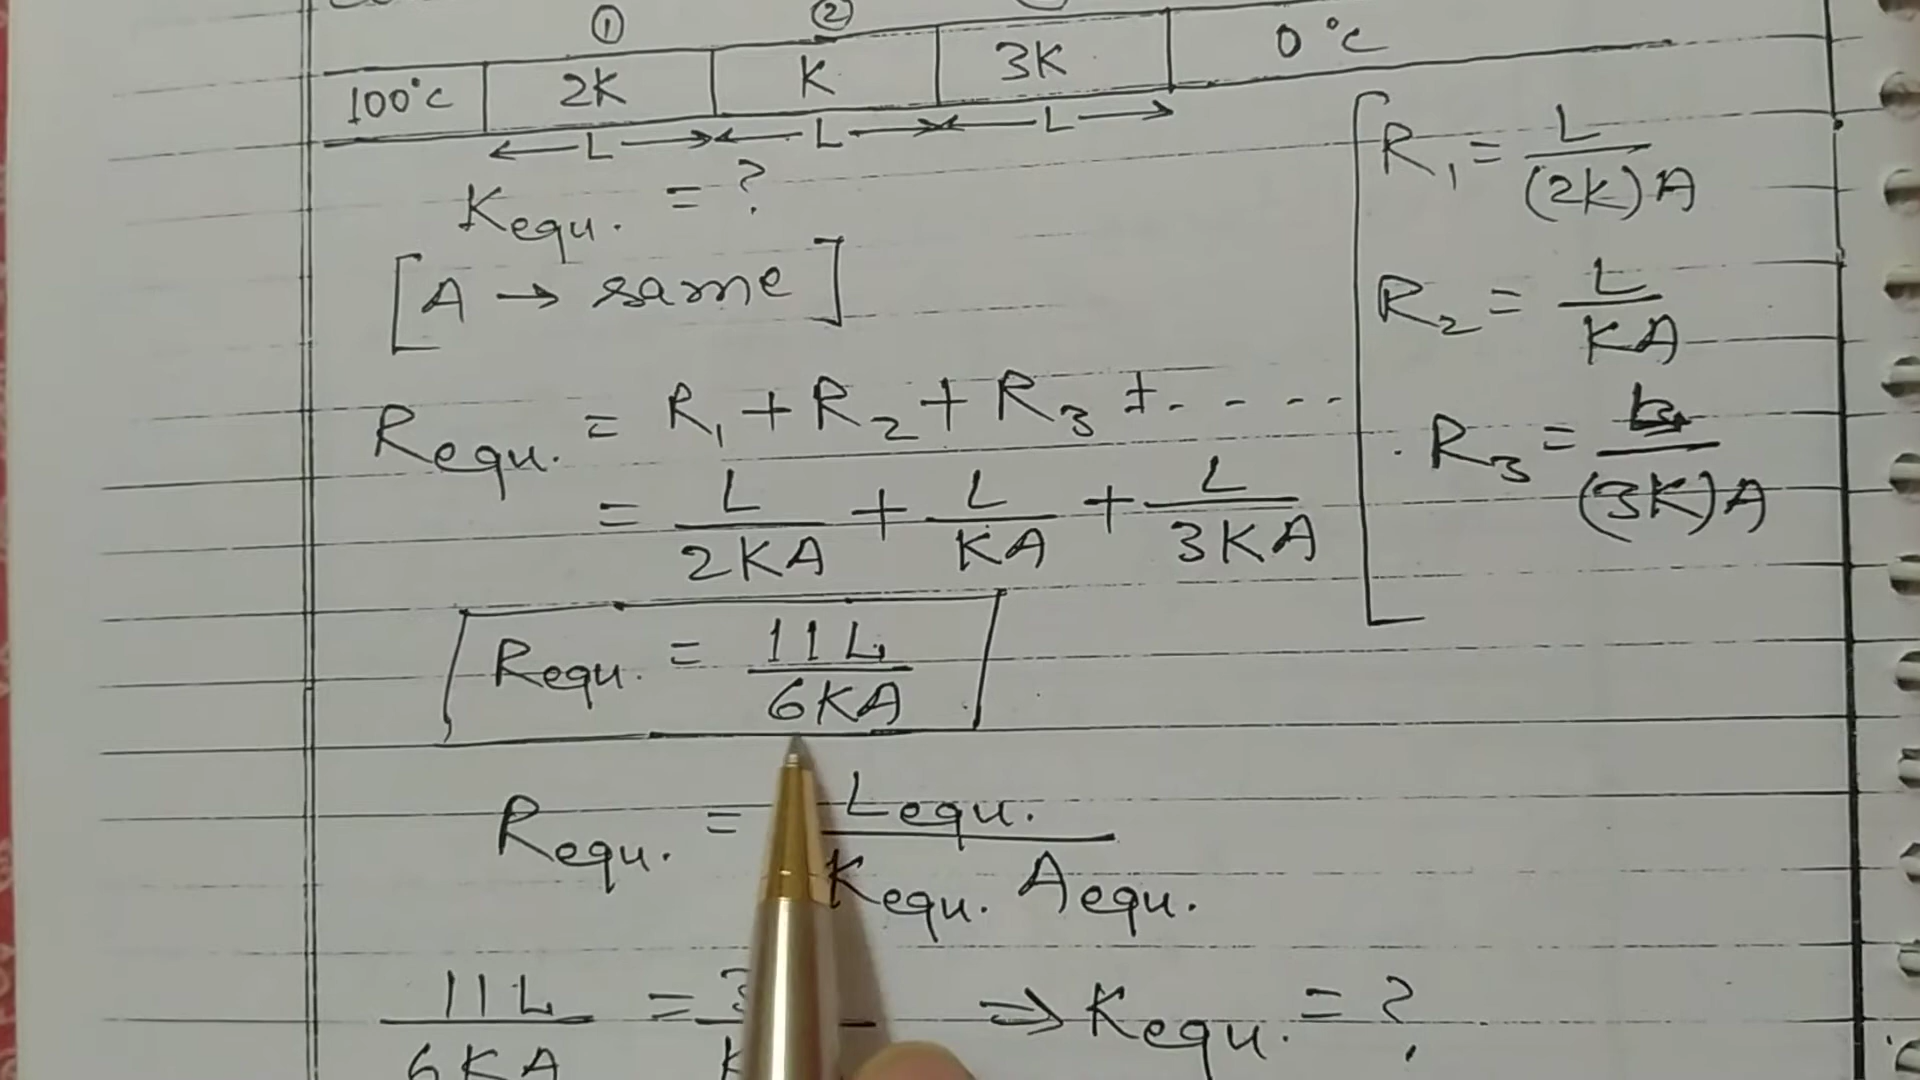 ① ②
100°C 2K K 3K 0°C
← L → ← L → ← L →
Kequ. = ?
[A → same]
Requ. = R₁ + R₂ + R₃ + - - - -
= L/2KA + L/KA + L/3KA
Requ. = 11L/6KA
Requ. = Lequ./Kequ. Aequ.
11L/6KA = 3 ⇒ Kequ. = ?
R₁ = L/(2K)A
R₂ = L/KA
R₃ = L/(3K)A